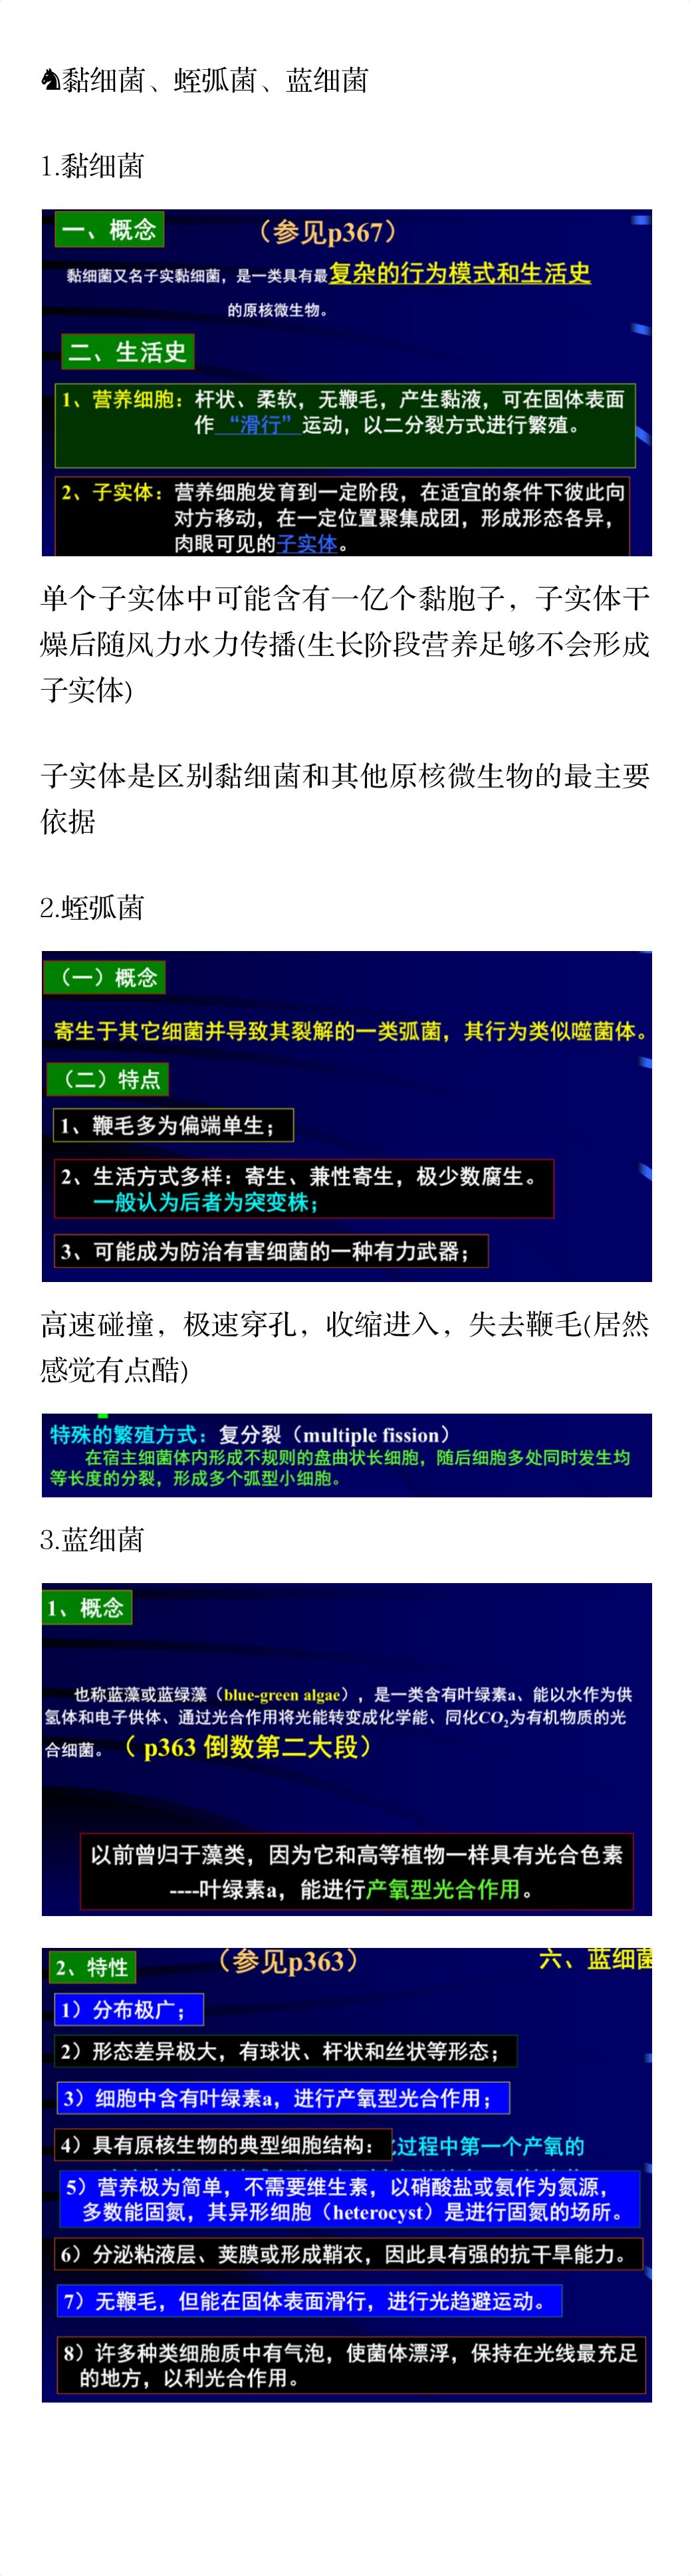 ♞黏细菌、蛭弧菌、蓝细菌
1.黏细菌
一、概念
（参见p367）
黏细菌又名子实黏细菌，是一类具有最复杂的行为模式和生活史
的原核微生物。
二、生活史
1、营养细胞：杆状、柔软，无鞭毛，产生黏液，可在固体表面
作“滑行”运动，以二分裂方式进行繁殖。
2、子实体：营养细胞发育到一定阶段，在适宜的条件下彼此向
对方移动，在一定位置聚集成团，形成形态各异，
肉眼可见的子实体。
单个子实体中可能含有一亿个黏胞子，子实体干
燥后随风力水力传播(生长阶段营养足够不会形成
子实体)
子实体是区别黏细菌和其他原核微生物的最主要
依据
2.蛭弧菌
（一）概念
寄生于其它细菌并导致其裂解的一类弧菌，其行为类似噬菌体。
（二）特点
1、鞭毛多为偏端单生；
2、生活方式多样：寄生、兼性寄生，极少数腐生。
一般认为后者为突变株；
3、可能成为防治有害细菌的一种有力武器；
高速碰撞，极速穿孔，收缩进入，失去鞭毛(居然
感觉有点酷)
特殊的繁殖方式：复分裂（multiple fission）
在宿主细菌体内形成不规则的盘曲状长细胞，随后细胞多处同时发生均
等长度的分裂，形成多个弧型小细胞。
3.蓝细菌
1、概念
也称蓝藻或蓝绿藻（blue-green algae），是一类含有叶绿素a、能以水作为供
氢体和电子供体、通过光合作用将光能转变成化学能、同化CO₂为有机物质的光
合细菌。（ p363 倒数第二大段）
以前曾归于藻类，因为它和高等植物一样具有光合色素
----叶绿素a，能进行产氧型光合作用。
2、特性
（参见p363）
六、蓝细菌
1）分布极广；
2）形态差异极大，有球状、杆状和丝状等形态；
3）细胞中含有叶绿素a，进行产氧型光合作用；
4）具有原核生物的典型细胞结构：过程中第一个产氧的
5）营养极为简单，不需要维生素，以硝酸盐或氨作为氮源，
多数能固氮，其异形细胞（heterocyst）是进行固氮的场所。
6）分泌粘液层、荚膜或形成鞘衣，因此具有强的抗干旱能力。
7）无鞭毛，但能在固体表面滑行，进行光趋避运动。
8）许多种类细胞质中有气泡，使菌体漂浮，保持在光线最充足
的地方，以利光合作用。